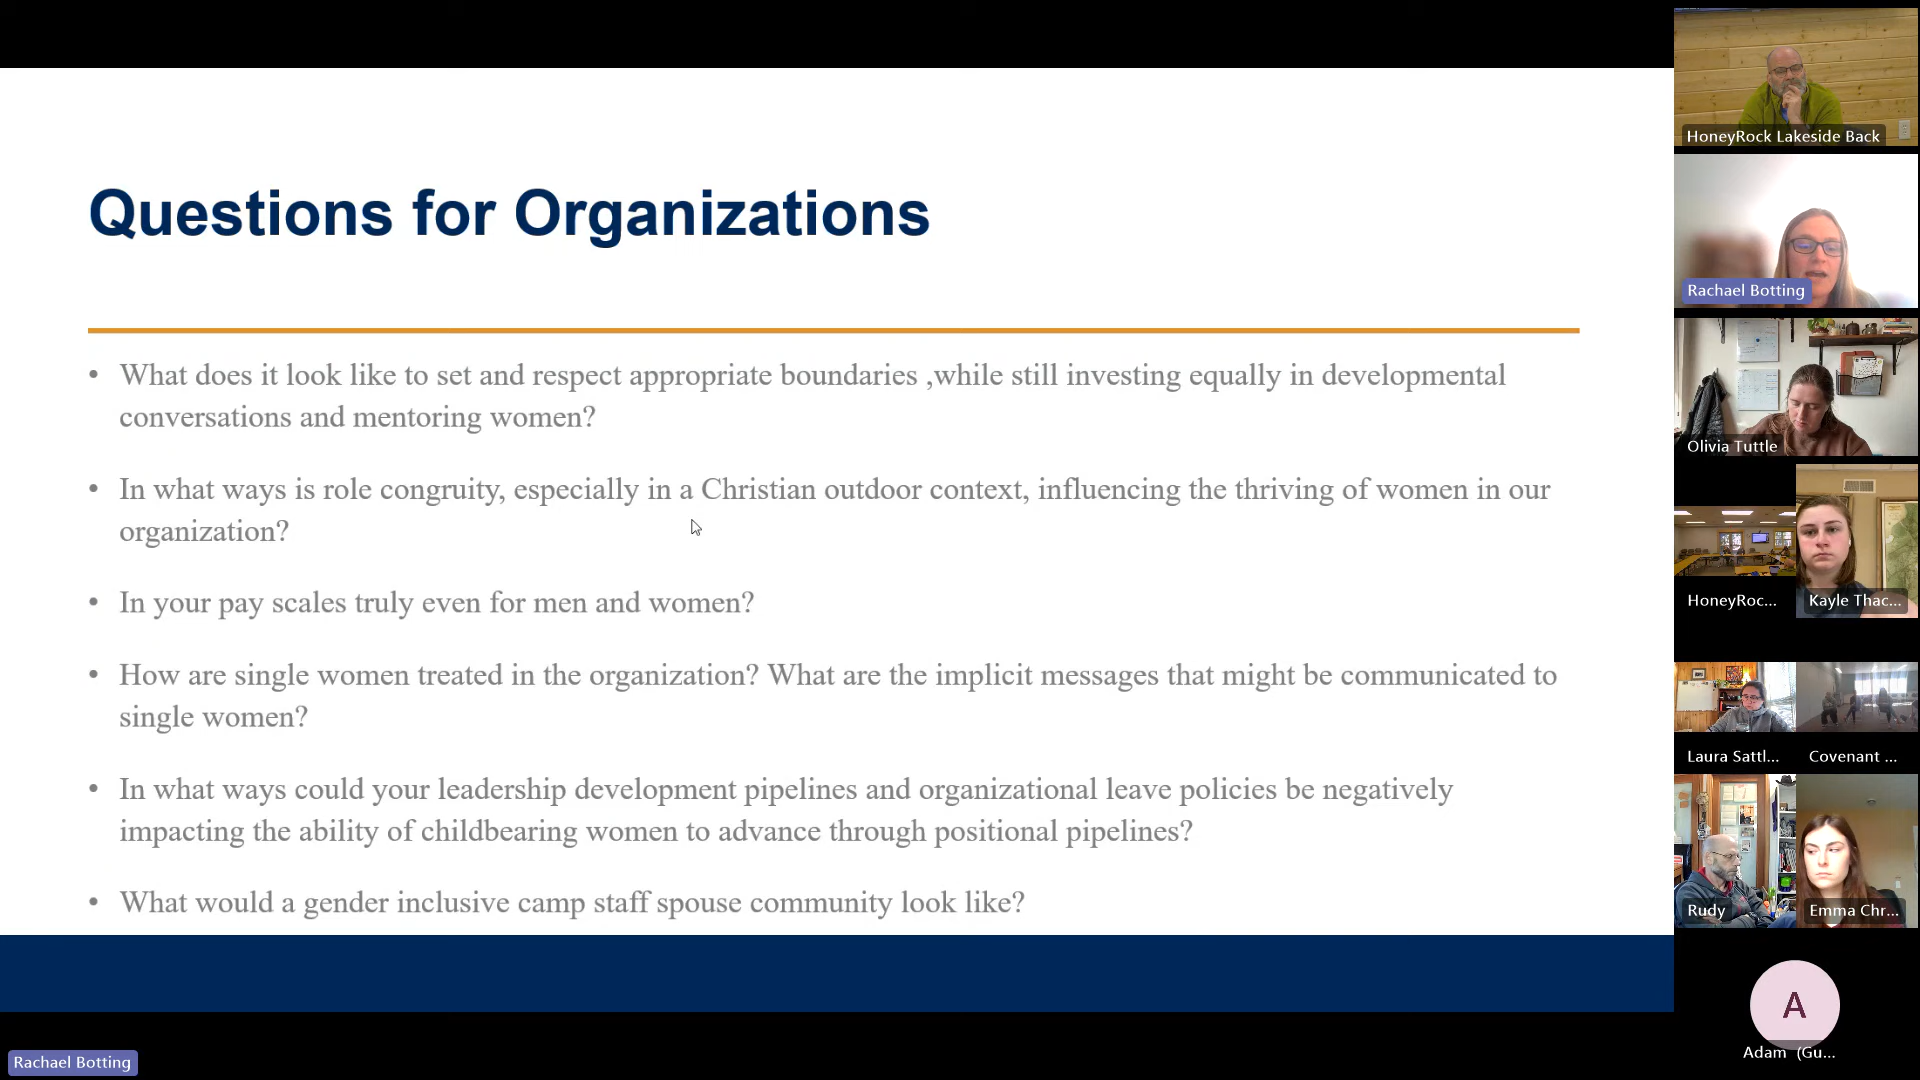 Questions for Organizations
• What does it look like to set and respect appropriate boundaries ,while still investing equally in developmental
conversations and mentoring women?
• In what ways is role congruity, especially in a Christian outdoor context, influencing the thriving of women in our
organization?
• In your pay scales truly even for men and women?
• How are single women treated in the organization? What are the implicit messages that might be communicated to
single women?
• In what ways could your leadership development pipelines and organizational leave policies be negatively
impacting the ability of childbearing women to advance through positional pipelines?
• What would a gender inclusive camp staff spouse community look like?
Rachael Botting
HoneyRock Lakeside Back
Rachael Botting
Olivia Tuttle
HoneyRoc...
Kayle Thac...
Laura Sattl...
Covenant ...
Rudy
Emma Chr...
A
Adam (Gu...